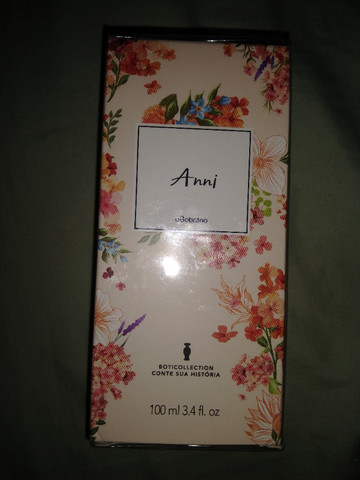 Anni
oBoticário
BOTICOLLECTION
CONTE SUA HISTÓRIA
100 ml 3.4 fl. oz